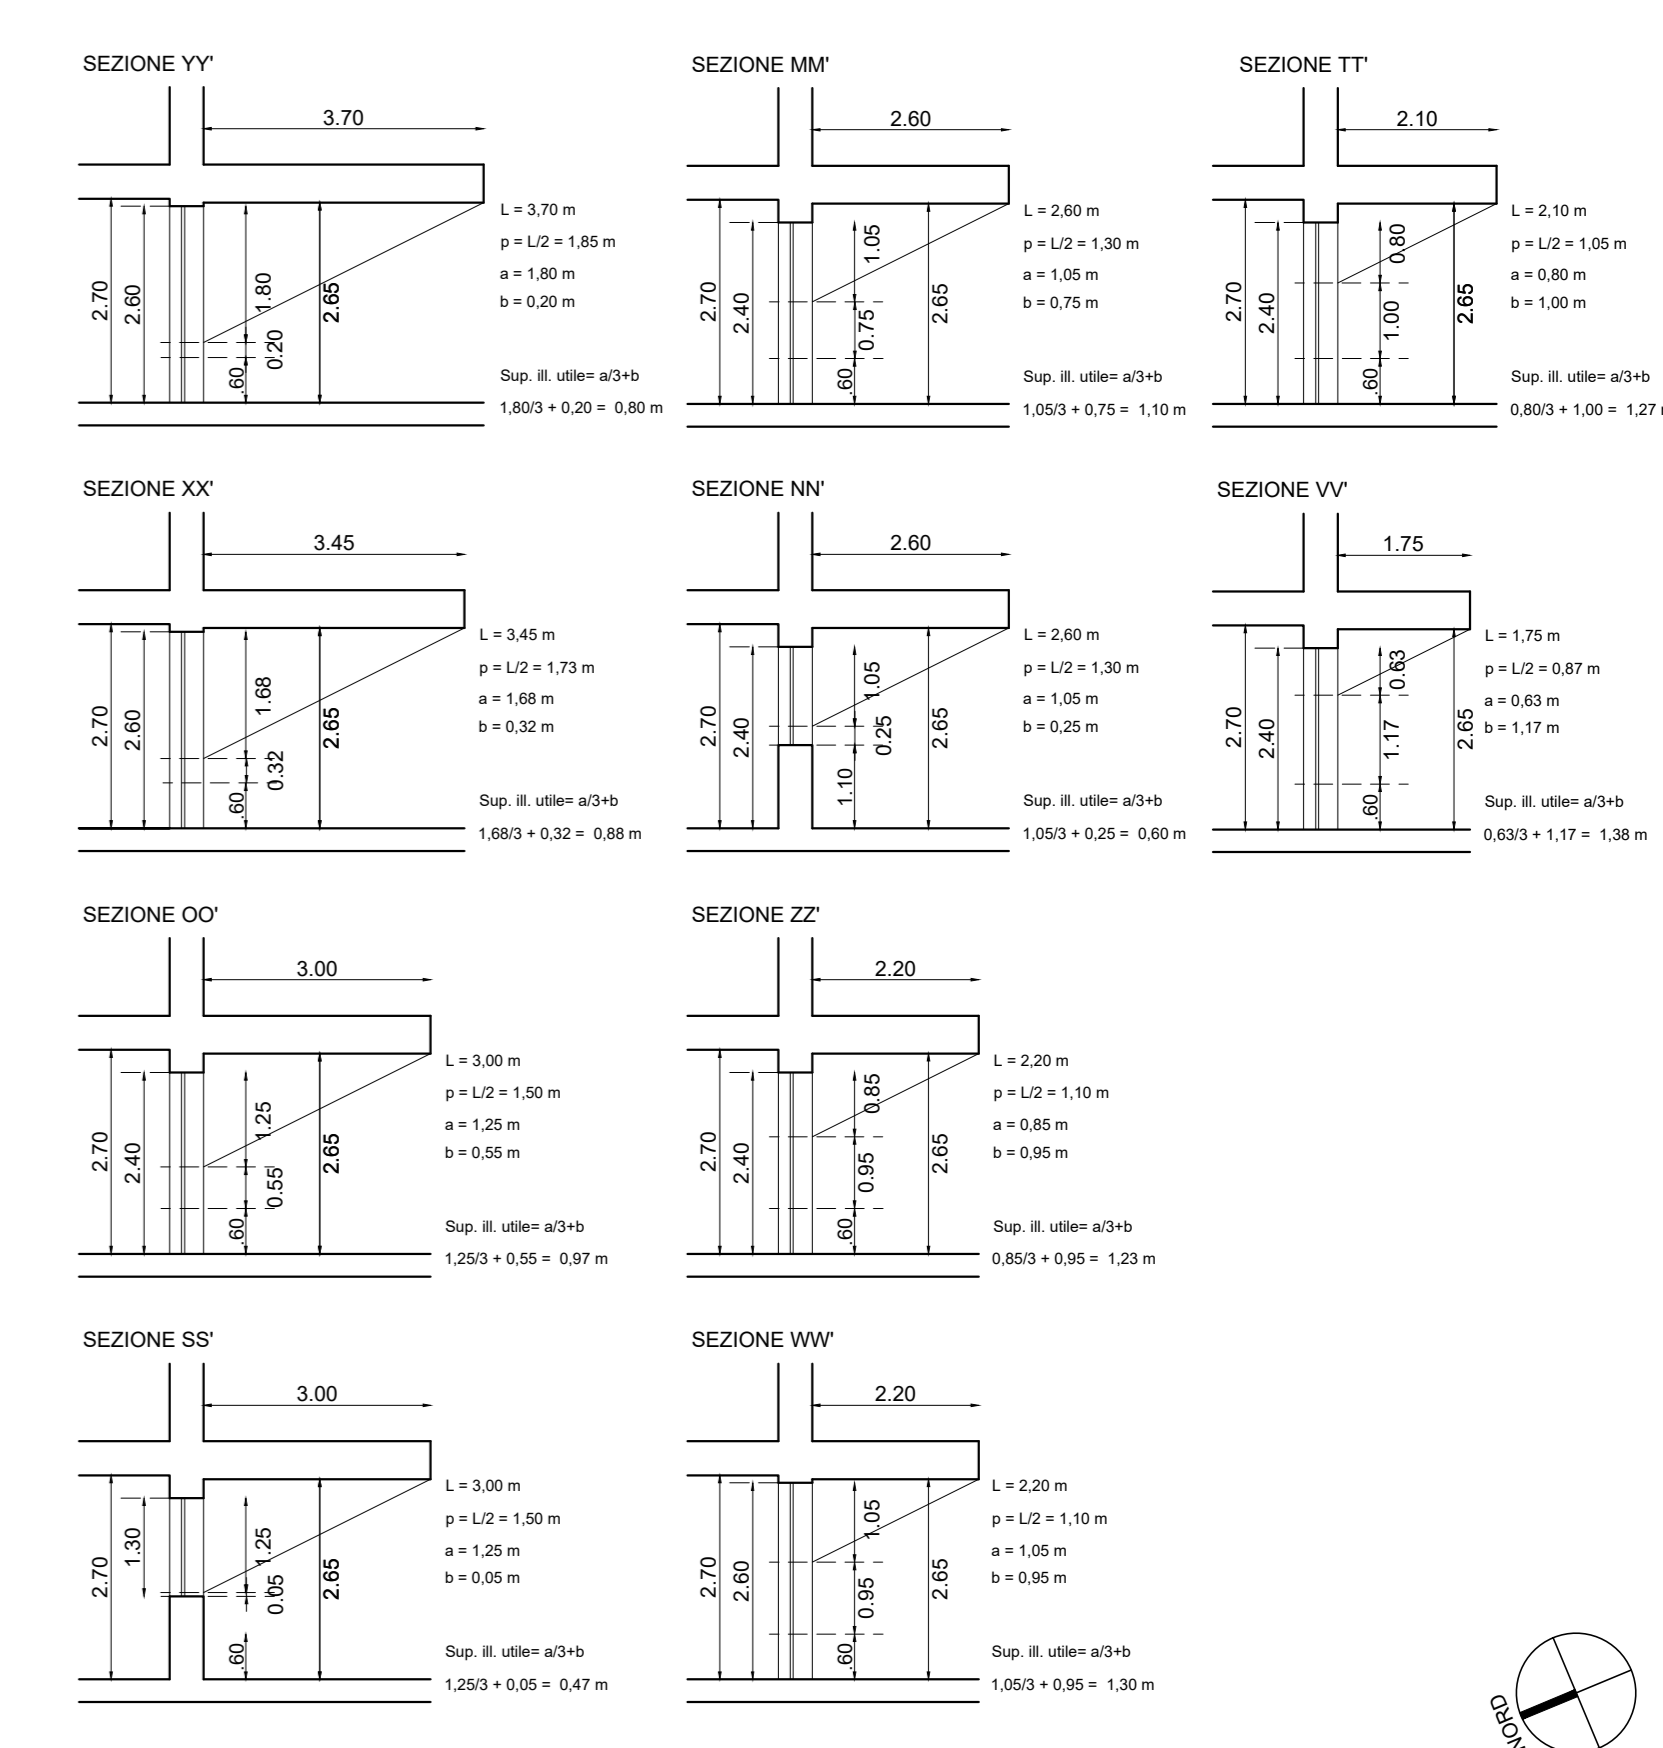 SEZIONE YY'
3.70
2.70
2.60
1.80
0.20
.60
2.65
L = 3,70 m
p = L/2 = 1,85 m
a = 1,80 m
b = 0,20 m
Sup. ill. utile= a/3+b
1,80/3 + 0,20 = 0,80 m
SEZIONE MM'
2.60
2.70
2.40
1.05
0.75
.60
2.65
L = 2,60 m
p = L/2 = 1,30 m
a = 1,05 m
b = 0,75 m
Sup. ill. utile= a/3+b
1,05/3 + 0,75 = 1,10 m
SEZIONE TT'
2.10
2.70
2.40
0.80
1.00
.60
2.65
L = 2,10 m
p = L/2 = 1,05 m
a = 0,80 m
b = 1,00 m
Sup. ill. utile= a/3+b
0,80/3 + 1,00 = 1,27
SEZIONE XX'
3.45
2.70
2.60
1.68
0.32
.60
2.65
L = 3,45 m
p = L/2 = 1,73 m
a = 1,68 m
b = 0,32 m
Sup. ill. utile= a/3+b
1,68/3 + 0,32 = 0,88 m
SEZIONE NN'
2.60
2.70
2.40
1.05
0.25
1.10
2.65
L = 2,60 m
p = L/2 = 1,30 m
a = 1,05 m
b = 0,25 m
Sup. ill. utile= a/3+b
1,05/3 + 0,25 = 0,60 m
SEZIONE VV'
1.75
2.70
2.40
0.63
1.17
.60
2.65
L = 1,75 m
p = L/2 = 0,87 m
a = 0,63 m
b = 1,17 m
Sup. ill. utile= a/3+b
0,63/3 + 1,17 = 1,38 m
SEZIONE OO'
3.00
2.70
2.40
1.25
0.55
.60
2.65
L = 3,00 m
p = L/2 = 1,50 m
a = 1,25 m
b = 0,55 m
Sup. ill. utile= a/3+b
1,25/3 + 0,55 = 0,97 m
SEZIONE ZZ'
2.20
2.70
2.40
0.85
0.95
.60
2.65
L = 2,20 m
p = L/2 = 1,10 m
a = 0,85 m
b = 0,95 m
Sup. ill. utile= a/3+b
0,85/3 + 0,95 = 1,23 m
SEZIONE SS'
3.00
2.70
1.30
1.25
0.05
.60
2.65
L = 3,00 m
p = L/2 = 1,50 m
a = 1,25 m
b = 0,05 m
Sup. ill. utile= a/3+b
1,25/3 + 0,05 = 0,47 m
SEZIONE WW'
2.20
2.70
2.60
1.05
0.95
.60
2.65
L = 2,20 m
p = L/2 = 1,10 m
a = 1,05 m
b = 0,95 m
Sup. ill. utile= a/3+b
1,05/3 + 0,95 = 1,30 m
NORD